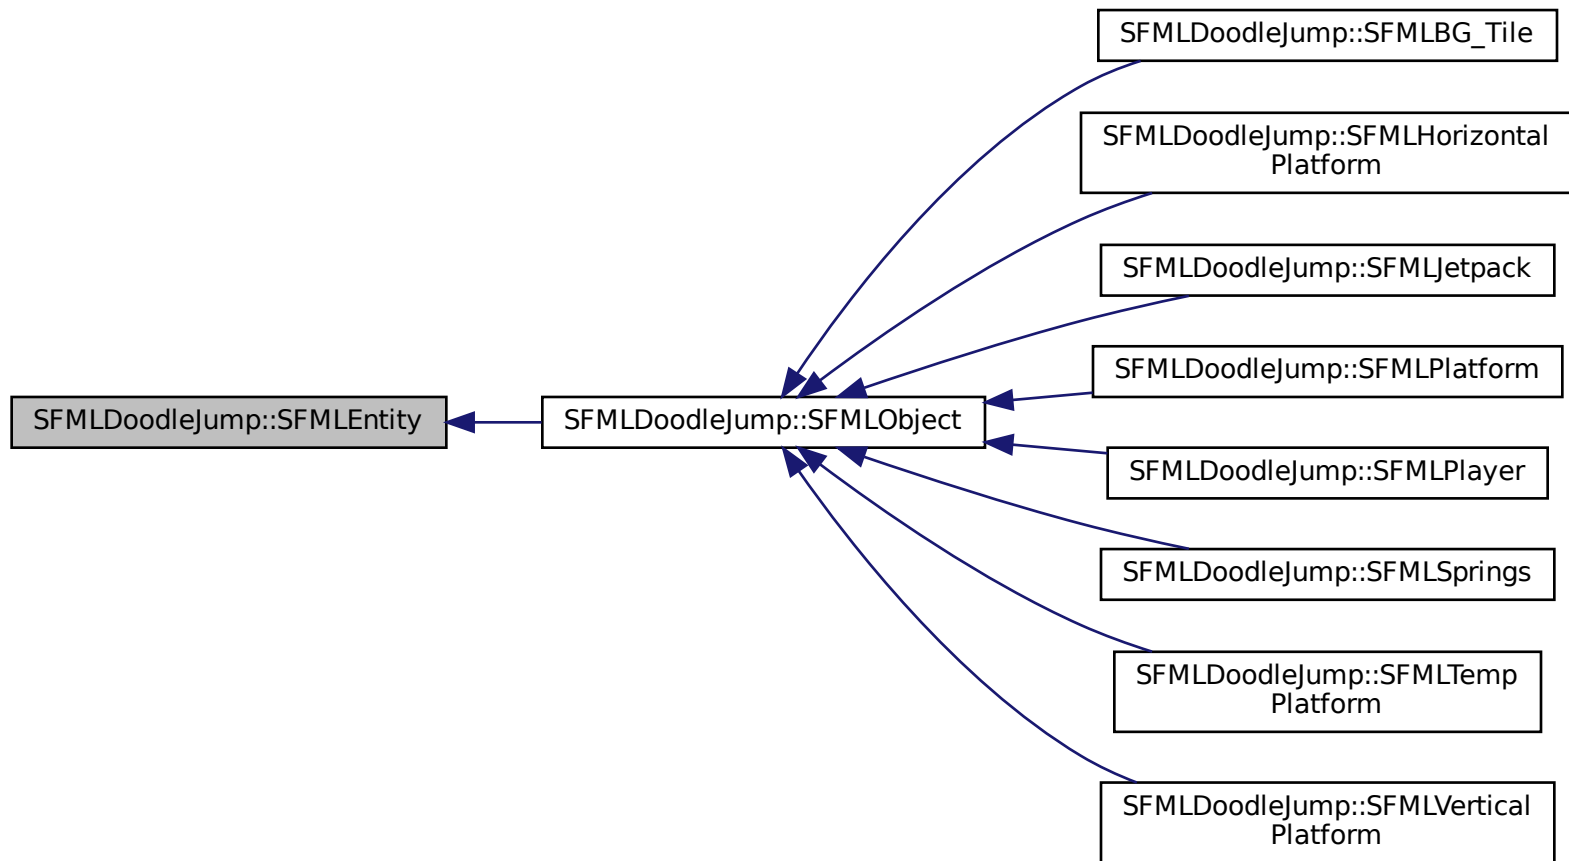 SFMLDoodleJump::SFMLBG_Tile
SFMLDoodleJump::SFMLHorizontal
Platform
SFMLDoodleJump::SFMLJetpack
SFMLDoodleJump::SFMLPlatform
SFMLDoodleJump::SFMLEntity
SFMLDoodleJump::SFMLObject
SFMLDoodleJump::SFMLPlayer
SFMLDoodleJump::SFMLSprings
SFMLDoodleJump::SFMLTemp
Platform
SFMLDoodleJump::SFMLVertical
Platform